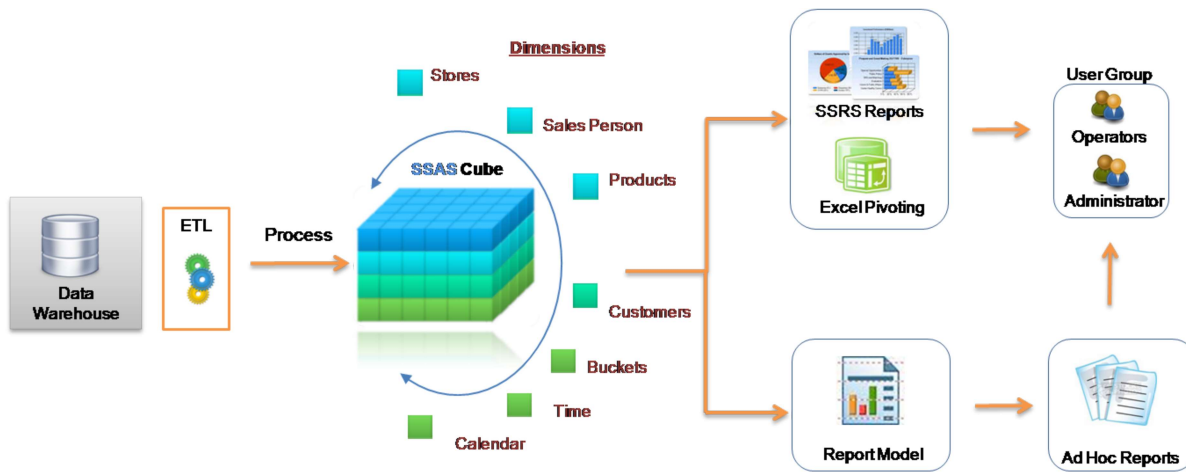 Dimensions
Stores
Sales Person
SSAS Cube
Products
Customers
Buckets
Time
Calendar
Data
Warehouse
ETL
Process
SSRS Reports
Excel Pivoting
User Group
Operators
Administrator
Report Model
Ad Hoc Reports